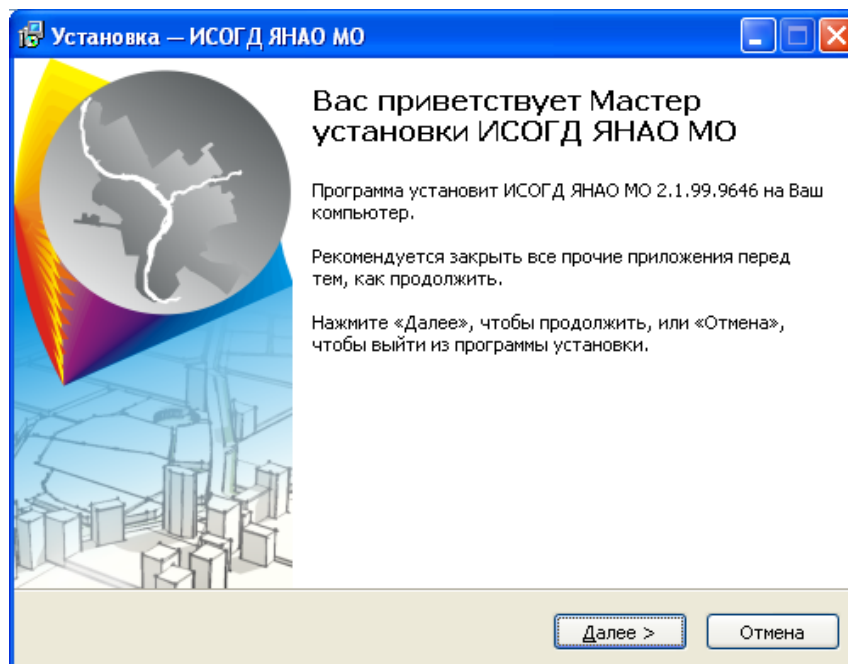 Установка — ИСОГД ЯНАО МО
Вас приветствует Мастер
установки ИСОГД ЯНАО МО
Программа установит ИСОГД ЯНАО МО 2.1.99.9646 на Ваш
компьютер.
Рекомендуется закрыть все прочие приложения перед
тем, как продолжить.
Нажмите «Далее», чтобы продолжить, или «Отмена»,
чтобы выйти из программы установки.
Далее >
Отмена